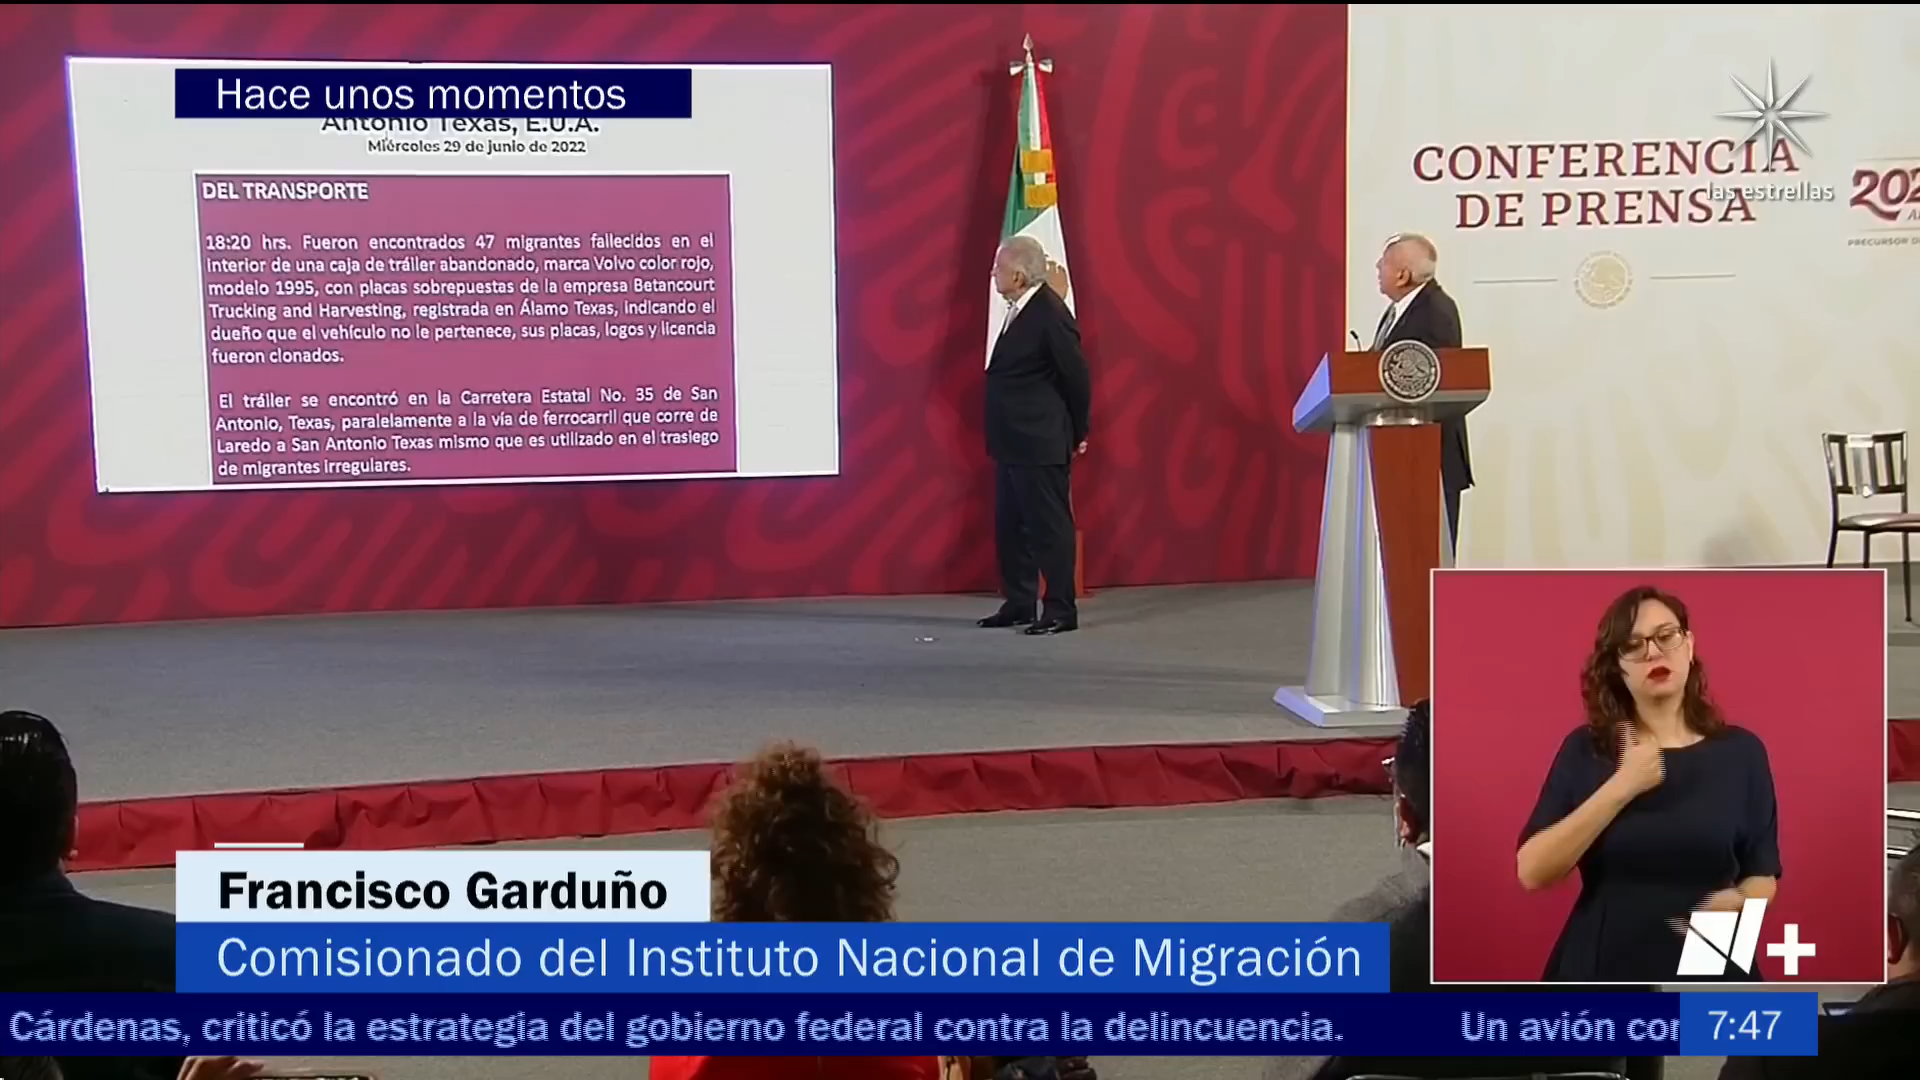 Hace unos momentos
Antonio Texas, E.U.A.
Miércoles 29 de junio de 2022
DEL TRANSPORTE
18:20 hrs. Fueron encontrados 47 migrantes fallecidos en el
interior de una caja de tráiler abandonado, marca Volvo color rojo,
modelo 1995, con placas sobrepuestas de la empresa Betancourt
Trucking and Harvesting, registrada en Álamo Texas, indicando el
dueño que el vehículo no le pertenece, sus placas, logos y licencia
fueron clonados.
El tráiler se encontró en la Carretera Estatal No. 35 de San
Antonio, Texas, paralelamente a la vía de ferrocarril que corre de
Laredo a San Antonio Texas mismo que es utilizado en el trasiego
de migrantes irregulares.
CONFERENCIA
DE PRENSA
las estrellas
202
PRECURSOR D
Francisco Garduño
Comisionado del Instituto Nacional de Migración
N+
Cárdenas, criticó la estrategia del gobierno federal contra la delincuencia. Un avión con
7:47